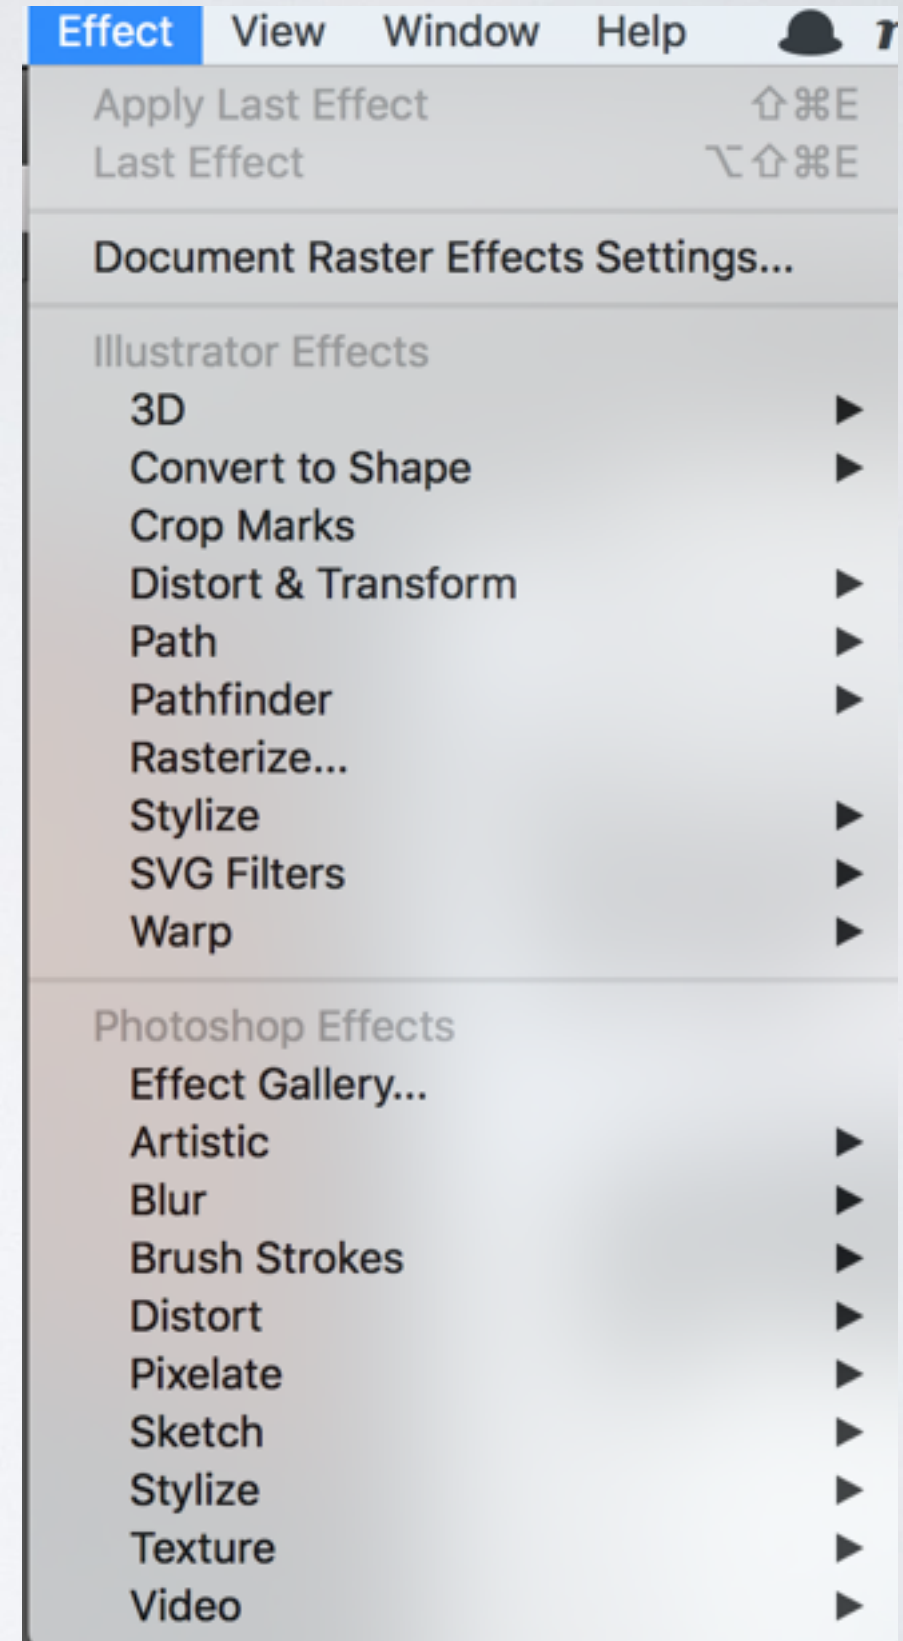 Effect View Window Help
Apply Last Effect ⇧⌘E
Last Effect ⌥⇧⌘E
Document Raster Effects Settings...
Illustrator Effects
3D
Convert to Shape
Crop Marks
Distort & Transform
Path
Pathfinder
Rasterize...
Stylize
SVG Filters
Warp
Photoshop Effects
Effect Gallery...
Artistic
Blur
Brush Strokes
Distort
Pixelate
Sketch
Stylize
Texture
Video